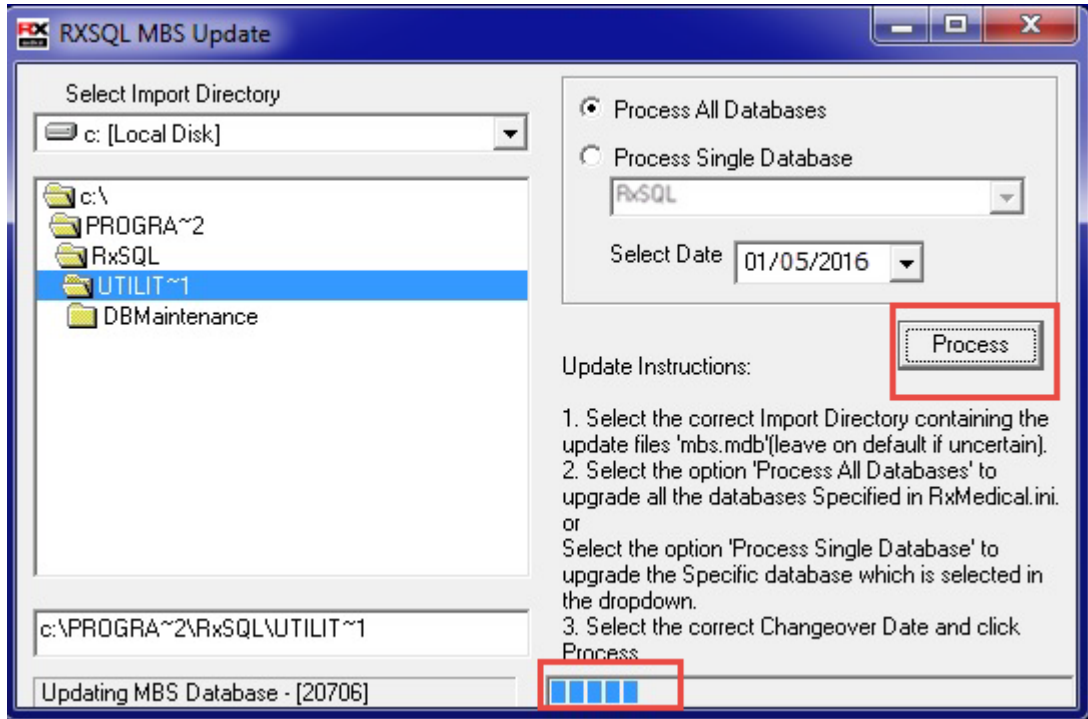 RX RXSQL MBS Update
Select Import Directory
c: [Local Disk]
c:\
PROGRA~2
RxSQL
UTILIT~1
DBMaintenance
c:\PROGRA~2\RxSQL\UTILIT~1
Updating MBS Database - [20706]
Process All Databases
Process Single Database
RxSQL
Select Date 01/05/2016
Process
Update Instructions:
1. Select the correct Import Directory containing the
update files 'mbs.mdb'(leave on default if uncertain).
2. Select the option 'Process All Databases' to
upgrade all the databases Specified in RxMedical.ini.
or
Select the option 'Process Single Database' to
upgrade the Specific database which is selected in
the dropdown.
3. Select the correct Changeover Date and click
Process